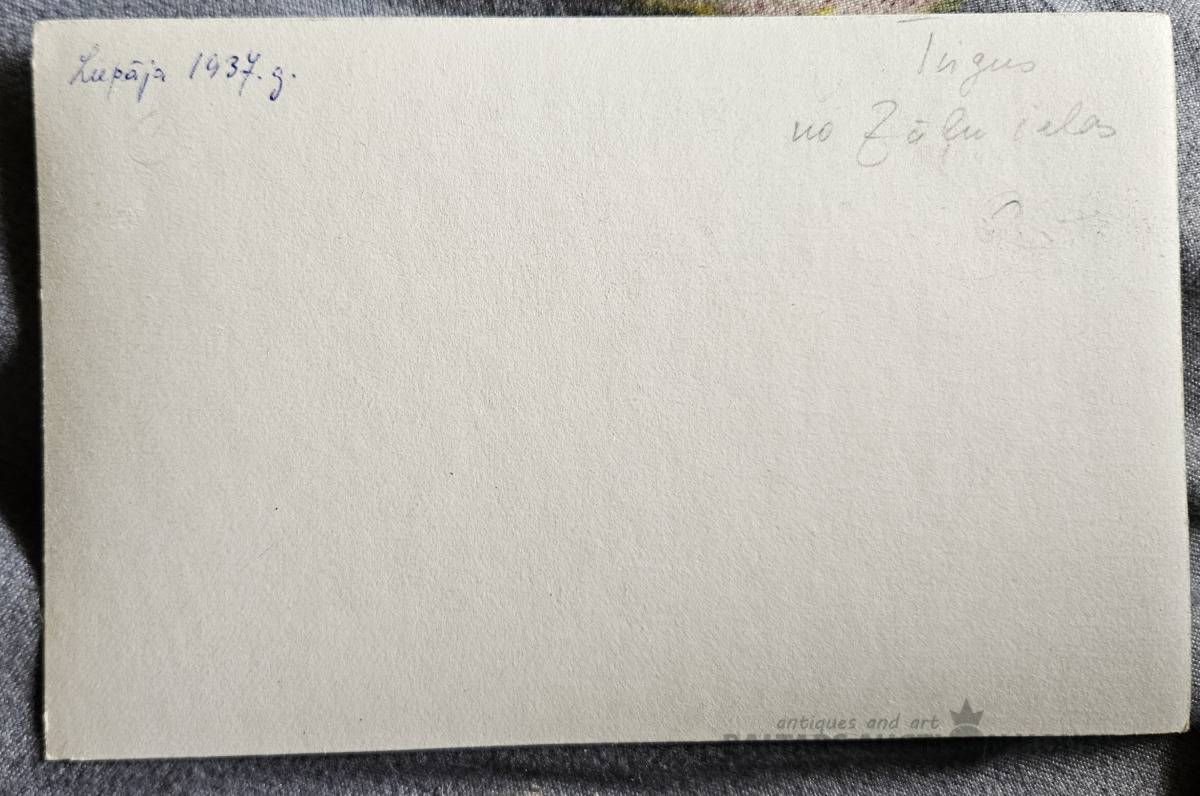 Liepāja 1937. g.
Tirgus
no Zāļu ielas
antiques and art